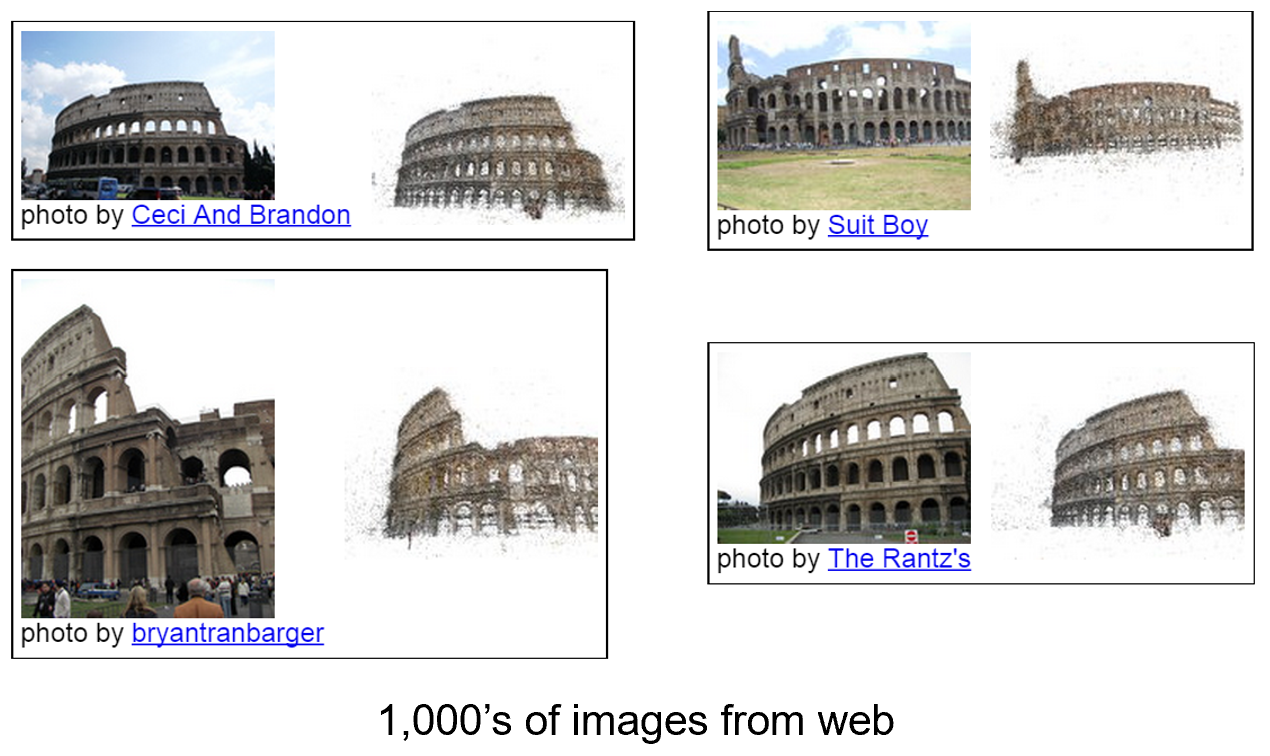 photo by Ceci And Brandon
photo by Suit Boy
photo by bryantranbarger
photo by The Rantz's
1,000’s of images from web